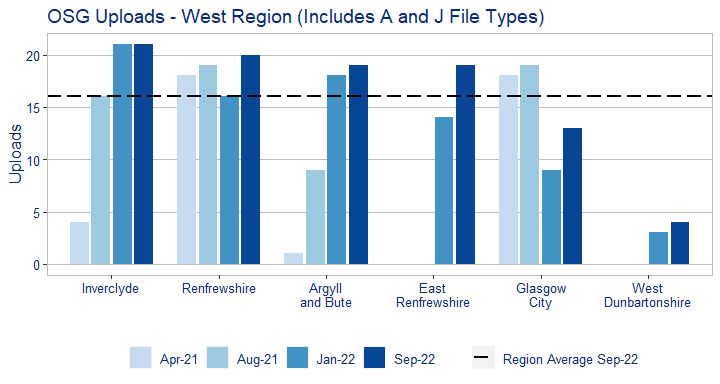 OSG Uploads - West Region (Includes A and J File Types)
Uploads
20
15
10
5
0
Inverclyde
Renfrewshire
Argyll
and Bute
East
Renfrewshire
Glasgow
City
West
Dunbartonshire
Apr-21
Aug-21
Jan-22
Sep-22
Region Average Sep-22